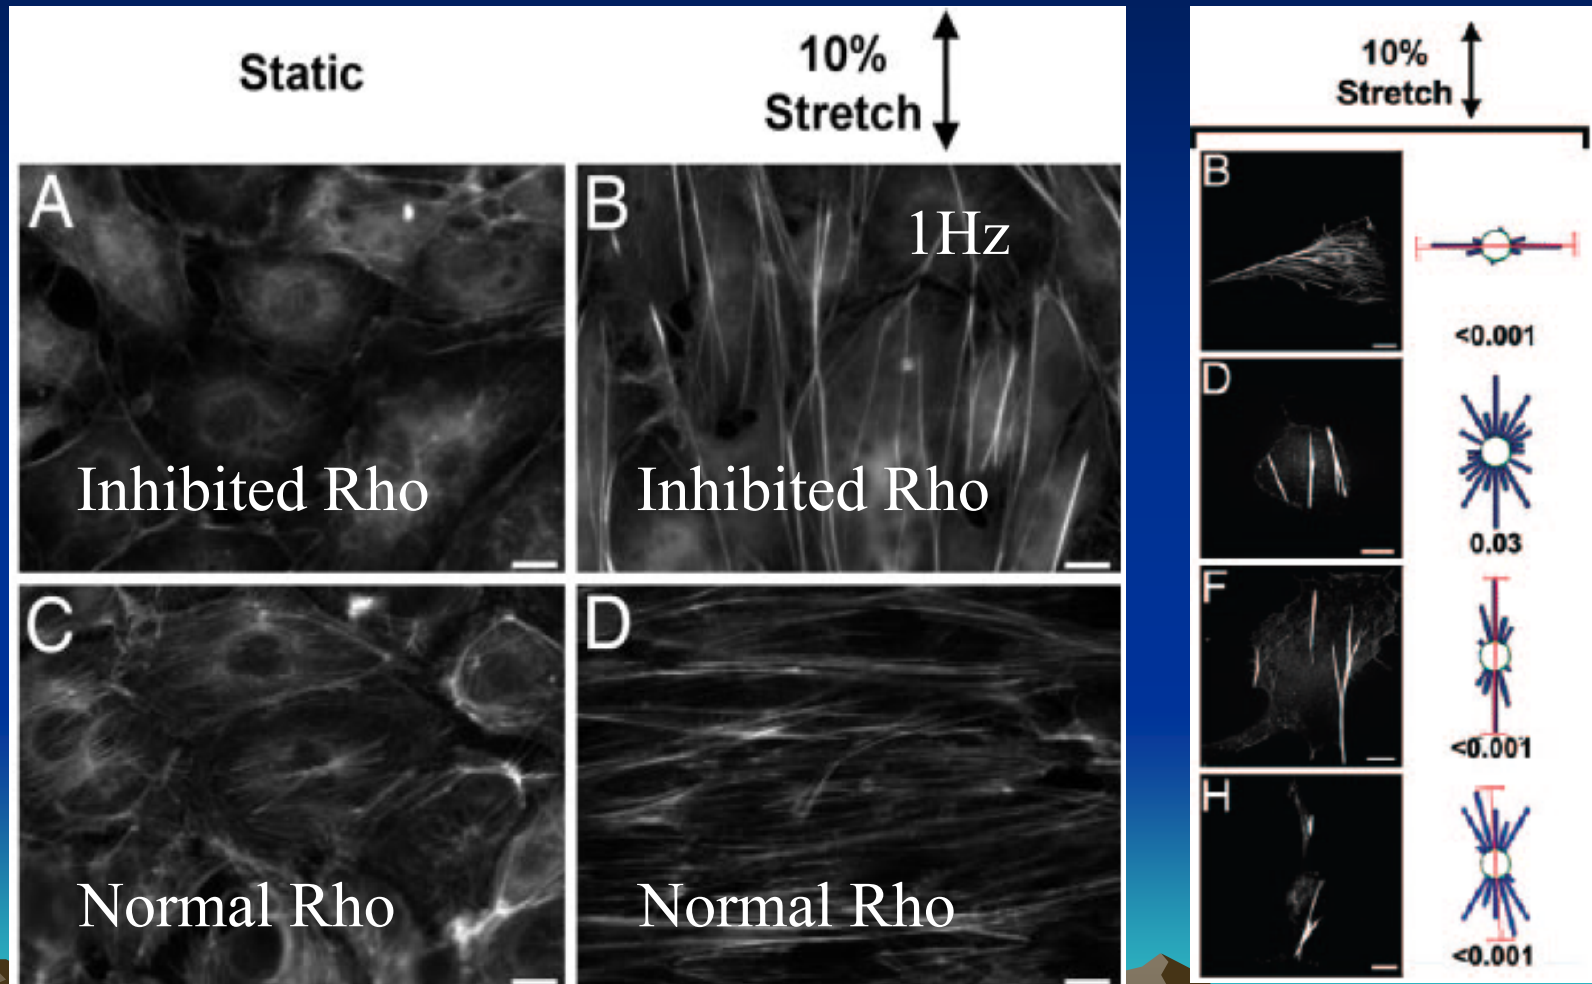 Static
10%
Stretch
A
Inhibited Rho
B
1Hz
Inhibited Rho
C
Normal Rho
D
Normal Rho
10%
Stretch
B
<0.001
D
0.03
F
<0.001
H
<0.001